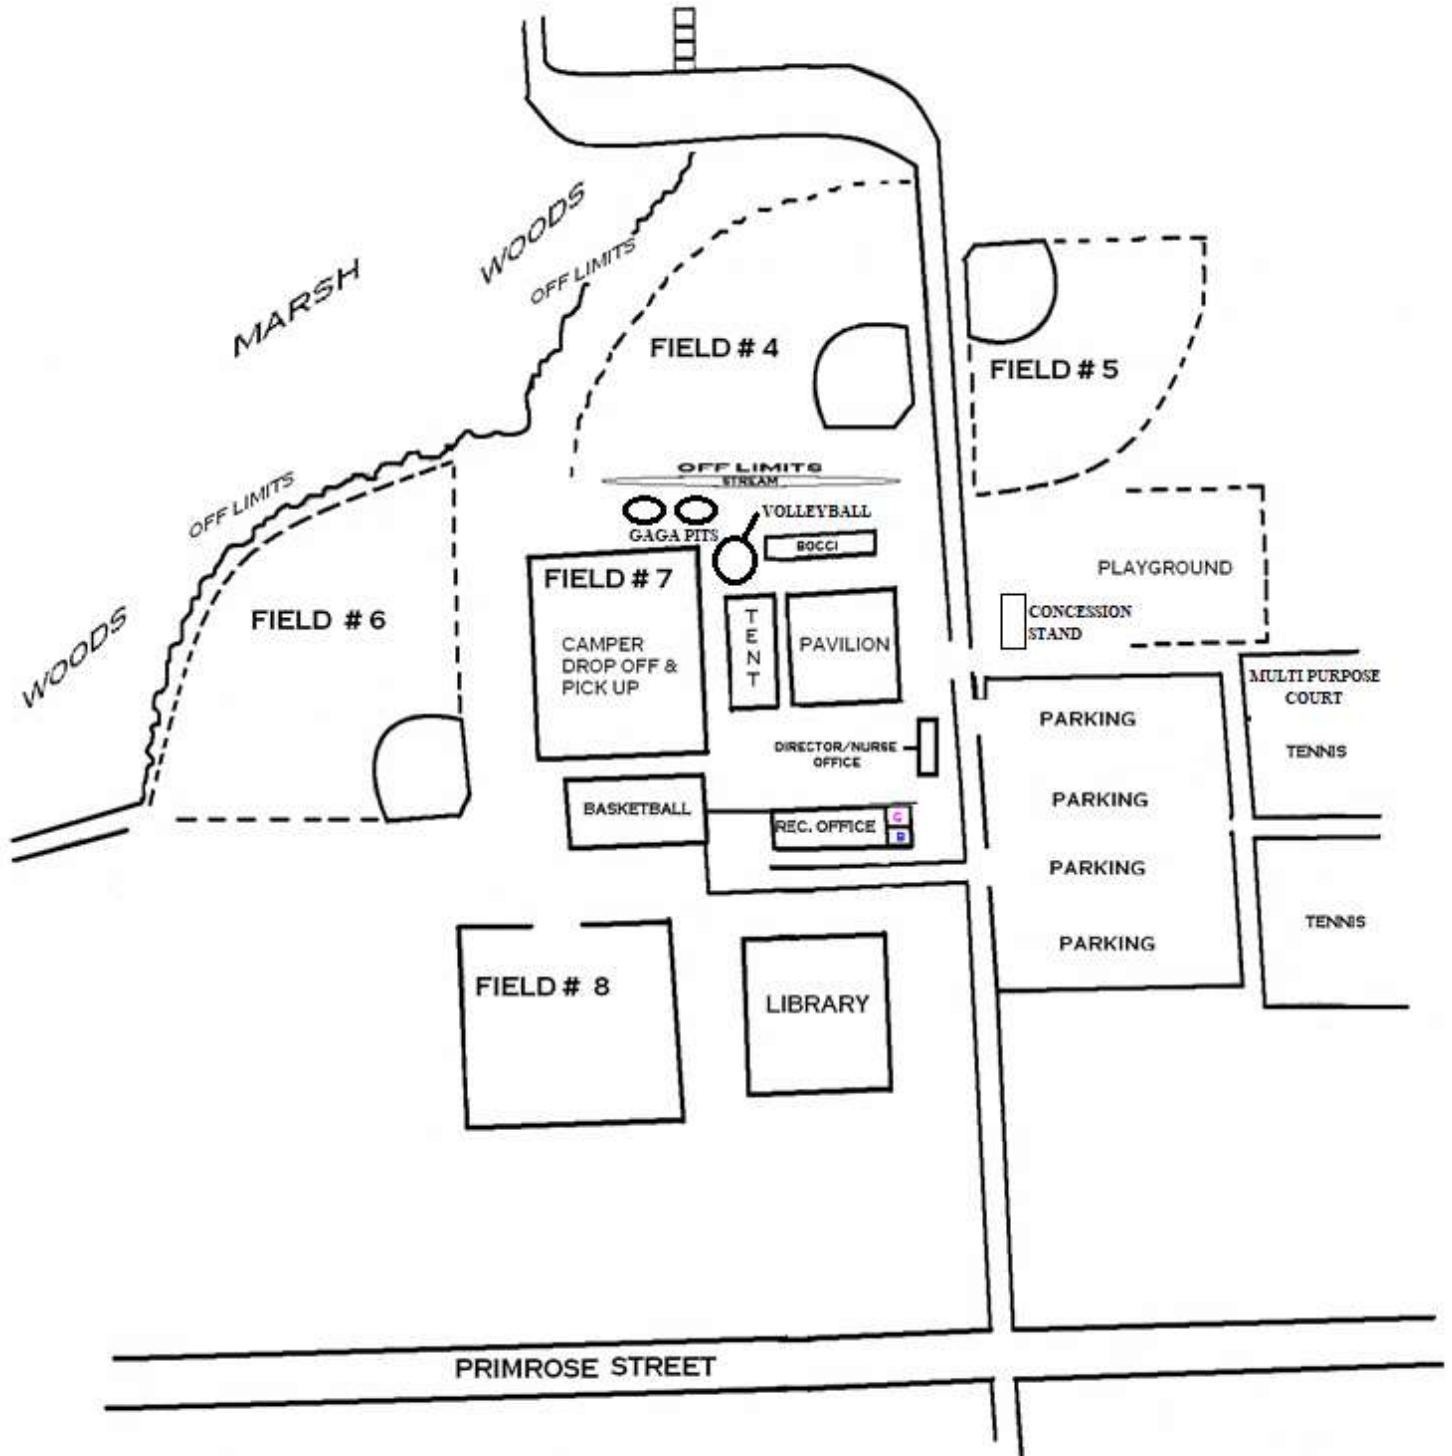 WOODS
OFF LIMITS
MARSH
FIELD # 4
FIELD # 5
OFF LIMITS
STREAM
OFF LIMITS
VOLLEYBALL
GAGA PITS
BOCCI
PLAYGROUND
FIELD # 7
FIELD # 6
WOODS
CONCESSION
STAND
TENT
PAVILION
CAMPER
DROP OFF &
PICK UP
MULTI PURPOSE
COURT
PARKING
DIRECTOR/NURSE
OFFICE
TENNIS
PARKING
BASKETBALL
REC. OFFICE
G
B
PARKING
TENNIS
PARKING
FIELD # 8
LIBRARY
PRIMROSE STREET